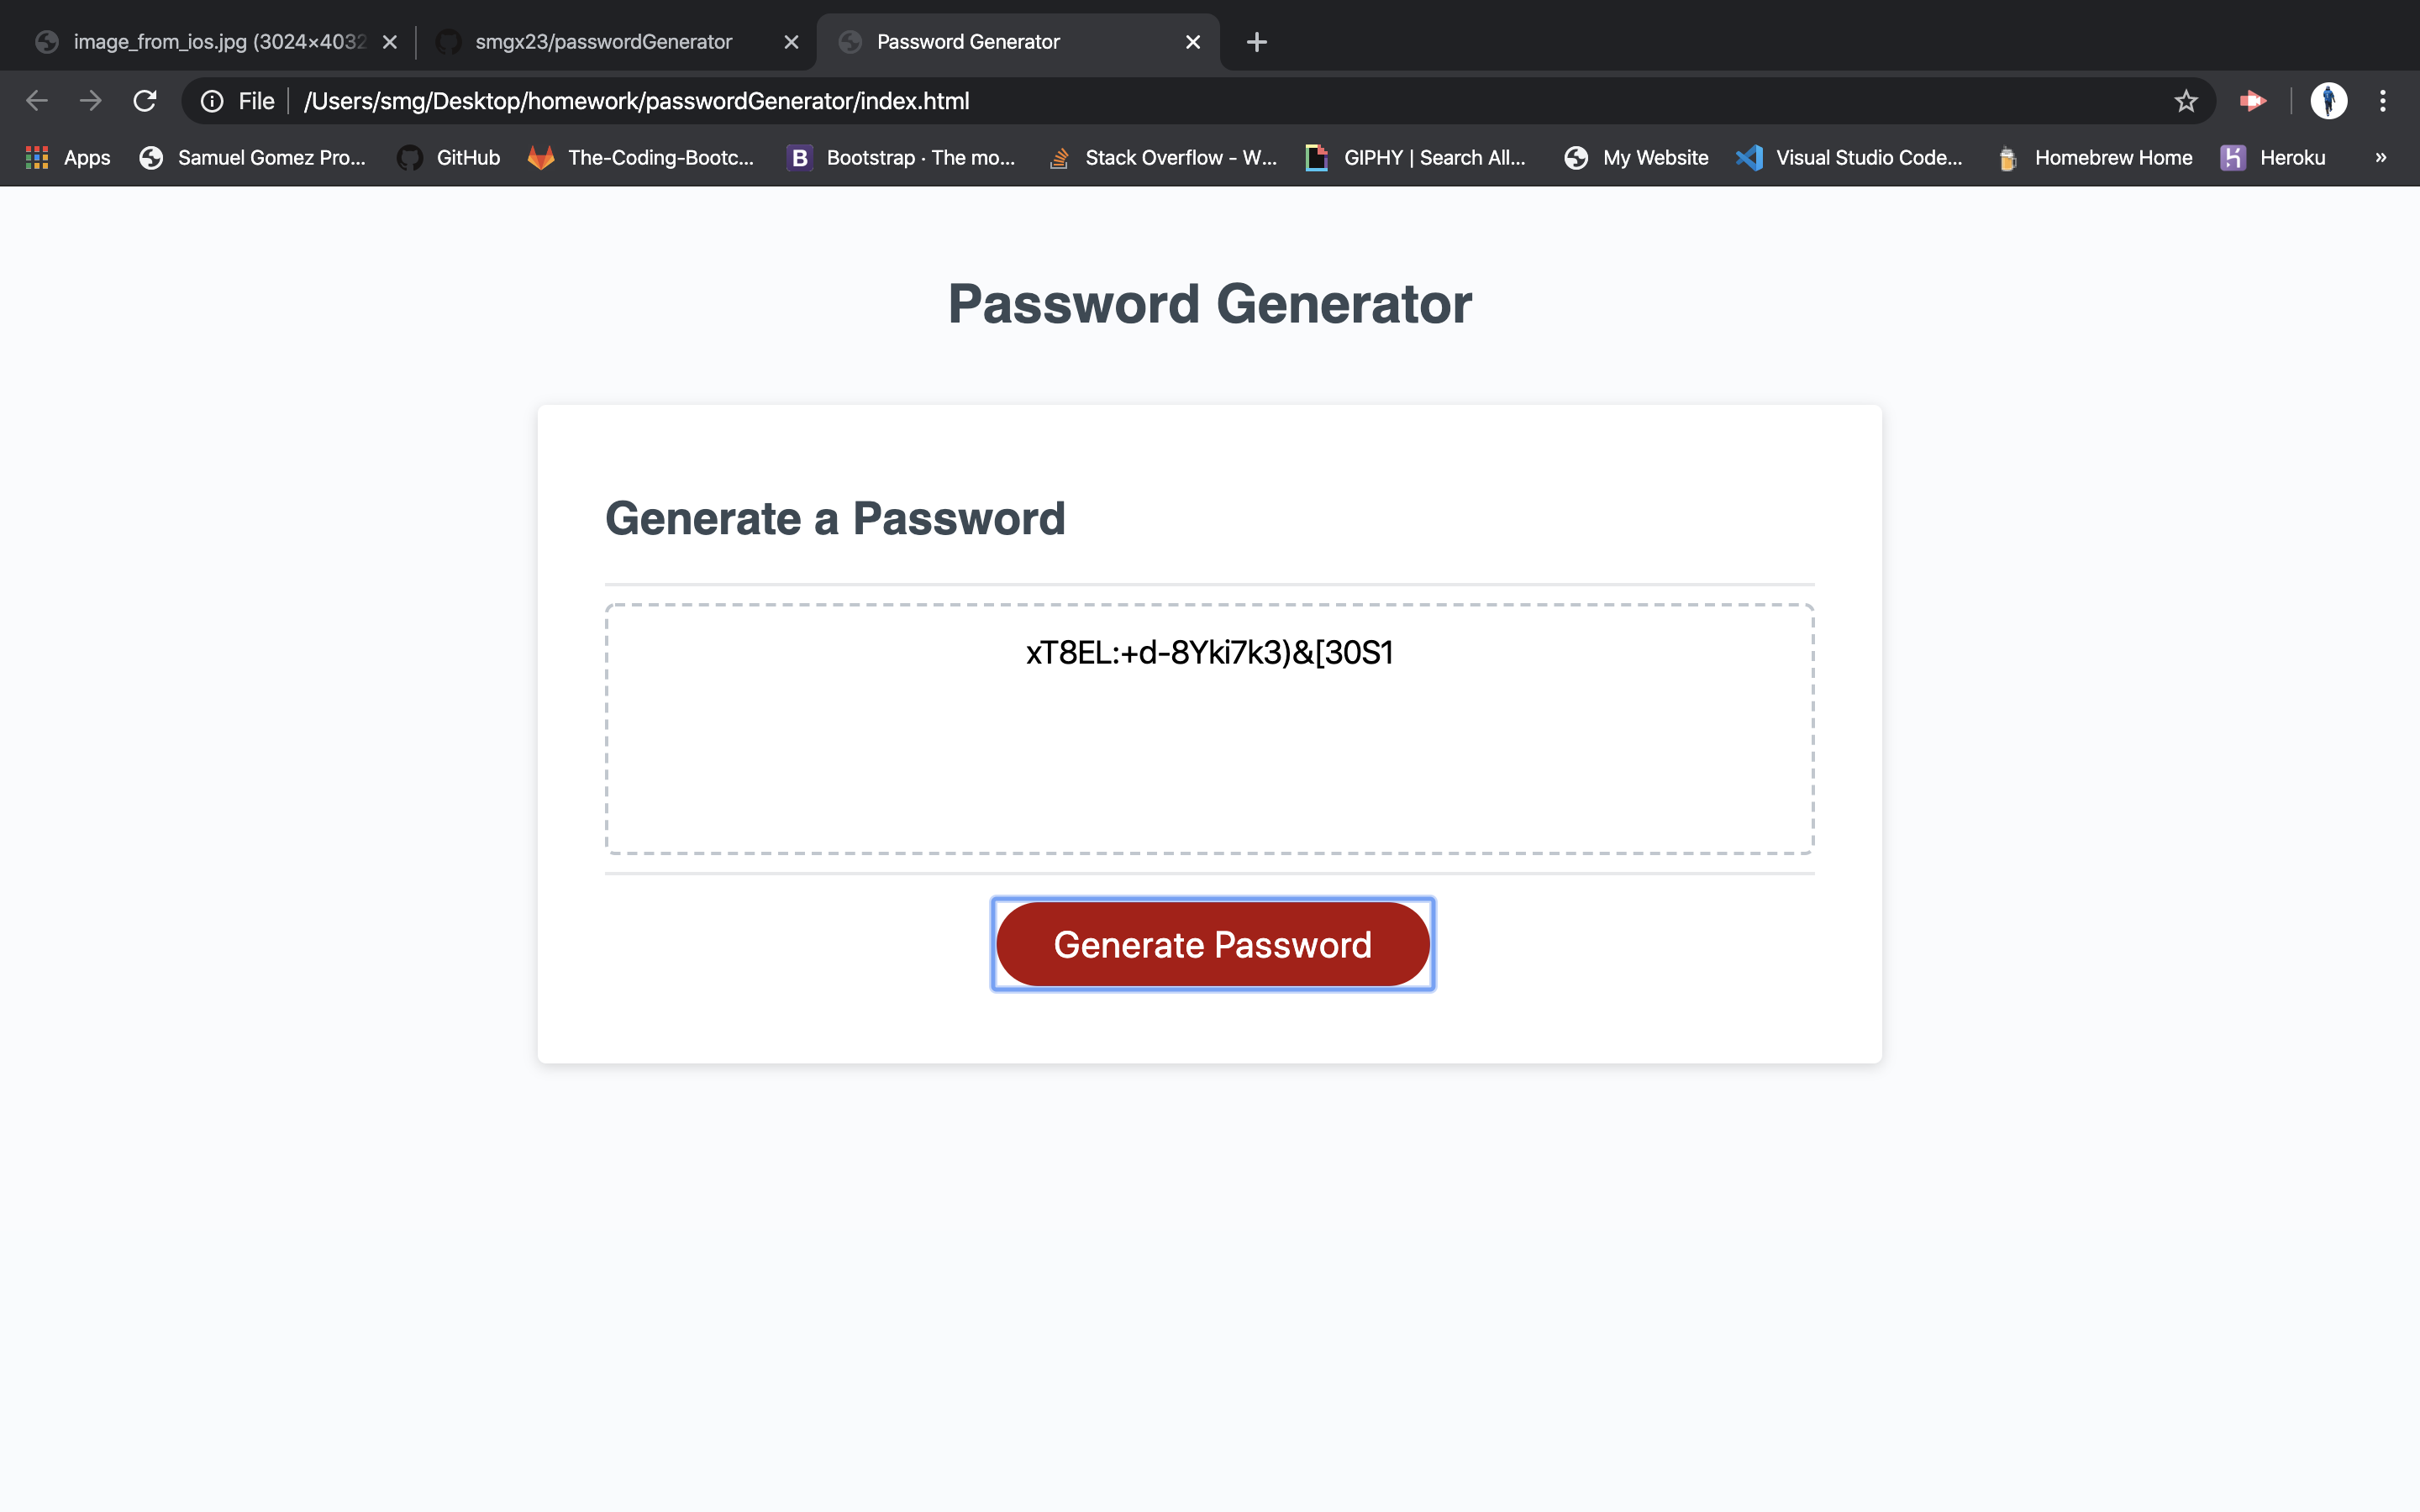 image_from_ios.jpg (3024×4032
smgx23/passwordGenerator
Password Generator
File /Users/smg/Desktop/homework/passwordGenerator/index.html
Apps Samuel Gomez Pro... GitHub The-Coding-Bootc... B Bootstrap · The mo... Stack Overflow - W... GIPHY | Search All... My Website Visual Studio Code... Homebrew Home Heroku »
Password Generator
Generate a Password
xT8EL:+d-8Yki7k3)&[30S1
Generate Password